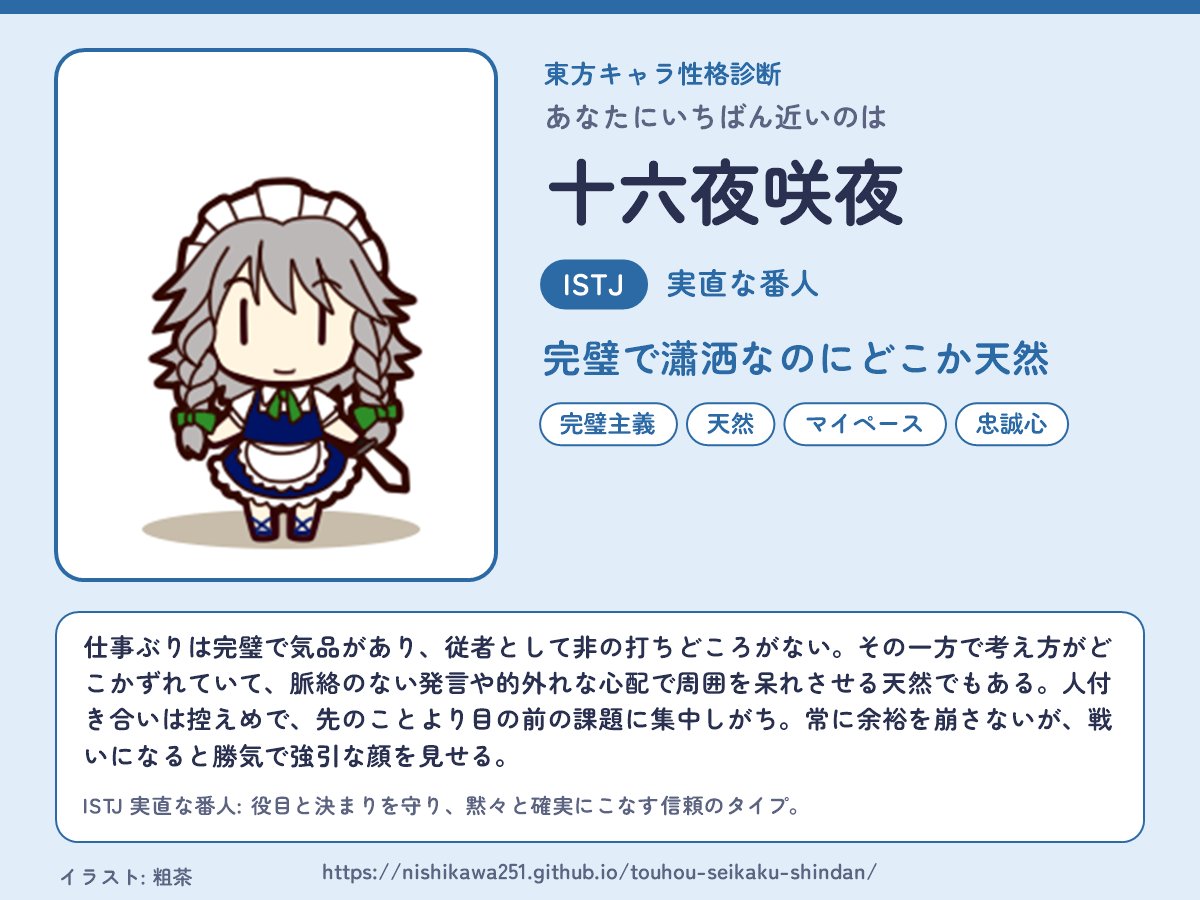 東方キャラ性格診断
あなたにいちばん近いのは
十六夜咲夜
ISTJ 実直な番人
完璧で瀟洒なのにどこか天然
完璧主義 天然 マイペース 忠誠心
仕事ぶりは完璧で気品があり、従者として非の打ちどころがない。その一方で考え方がど
こかずれていて、脈絡のない発言や的外れな心配で周囲を呆れさせる天然でもある。人付
き合いは控えめで、先のことより目の前の課題に集中しがち。常に余裕を崩さないが、戦
いになると勝気で強引な顔を見せる。
ISTJ 実直な番人: 役目と決まりを守り、黙々と確実にこなす信頼のタイプ。
イラスト: 粗茶
https://nishikawa251.github.io/touhou-seikaku-shindan/